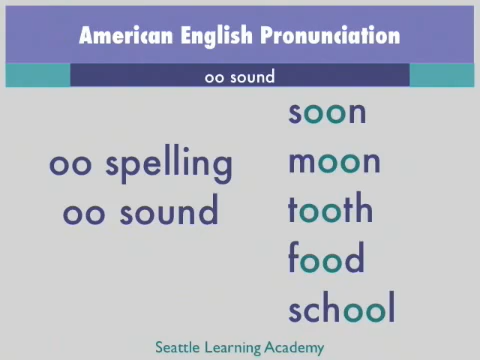 American English Pronunciation
oo sound
oo spelling
oo sound
soon
moon
tooth
food
school
Seattle Learning Academy